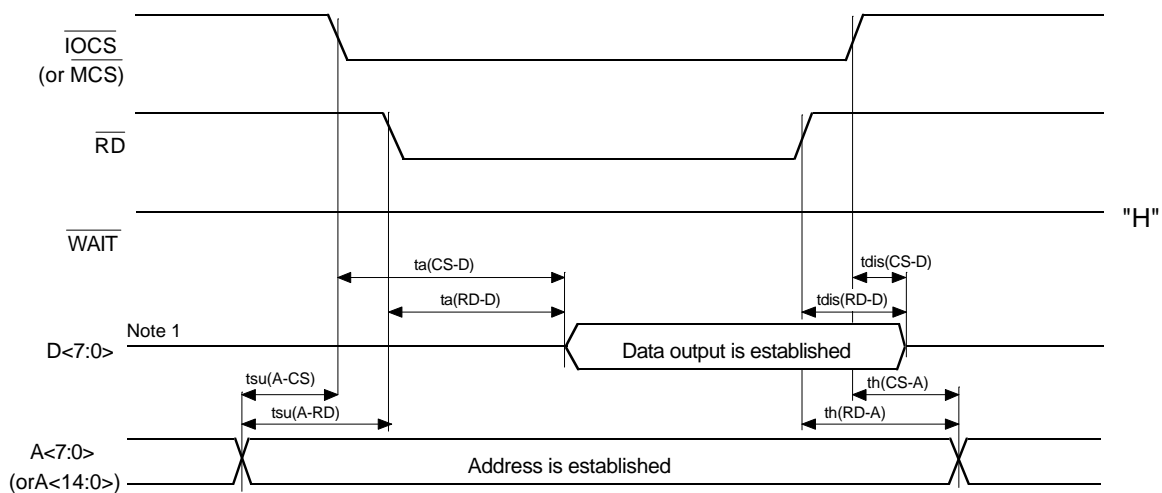 IOCS
(or MCS)
RD
WAIT
"H"
ta(CS-D)
tdis(CS-D)
ta(RD-D)
tdis(RD-D)
Note 1
D<7:0>
Data output is established
tsu(A-CS)
th(CS-A)
tsu(A-RD)
th(RD-A)
A<7:0>
(orA<14:0>)
Address is established